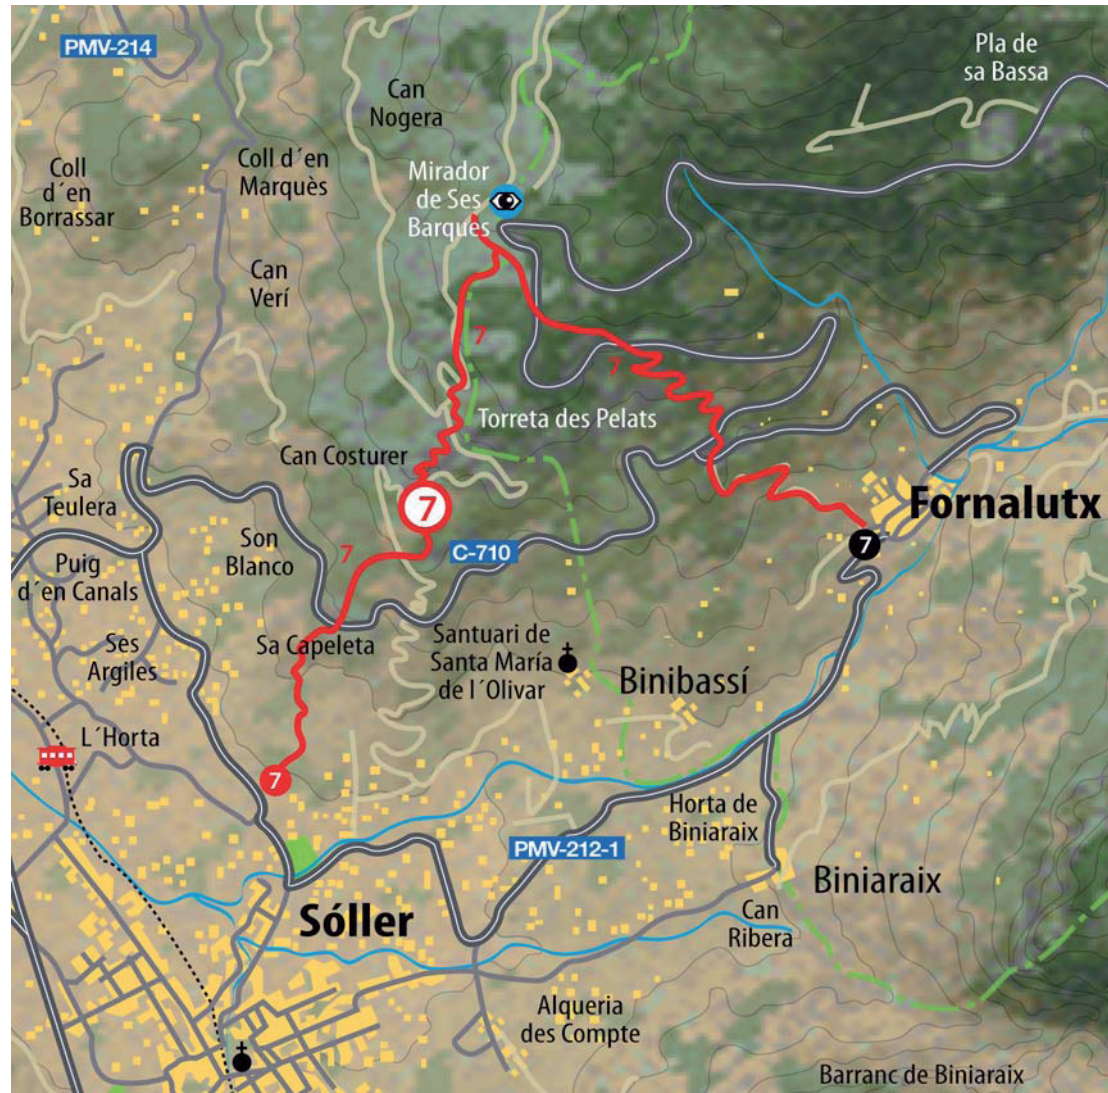 PMV-214
Pla de
sa Bassa
Can
Nogera
Coll
d´en
Borrassar
Coll d´en
Marquès
Mirador
de Ses
Barques
Can
Verí
7
7
Torreta des Pelats
Can Costurer
Sa
Teulera
7
Fornalutx
Son
Blanco
7
C-710
7
Puig
d´en Canals
Ses
Argiles
Sa Capeleta
Santuari de
Santa María
de l´Olivar
Binibassí
L´Horta
7
Horta de
Biniaraix
PMV-212-1
Biniaraix
Sóller
Can
Ribera
Alqueria
des Compte
Barranc de Biniaraix